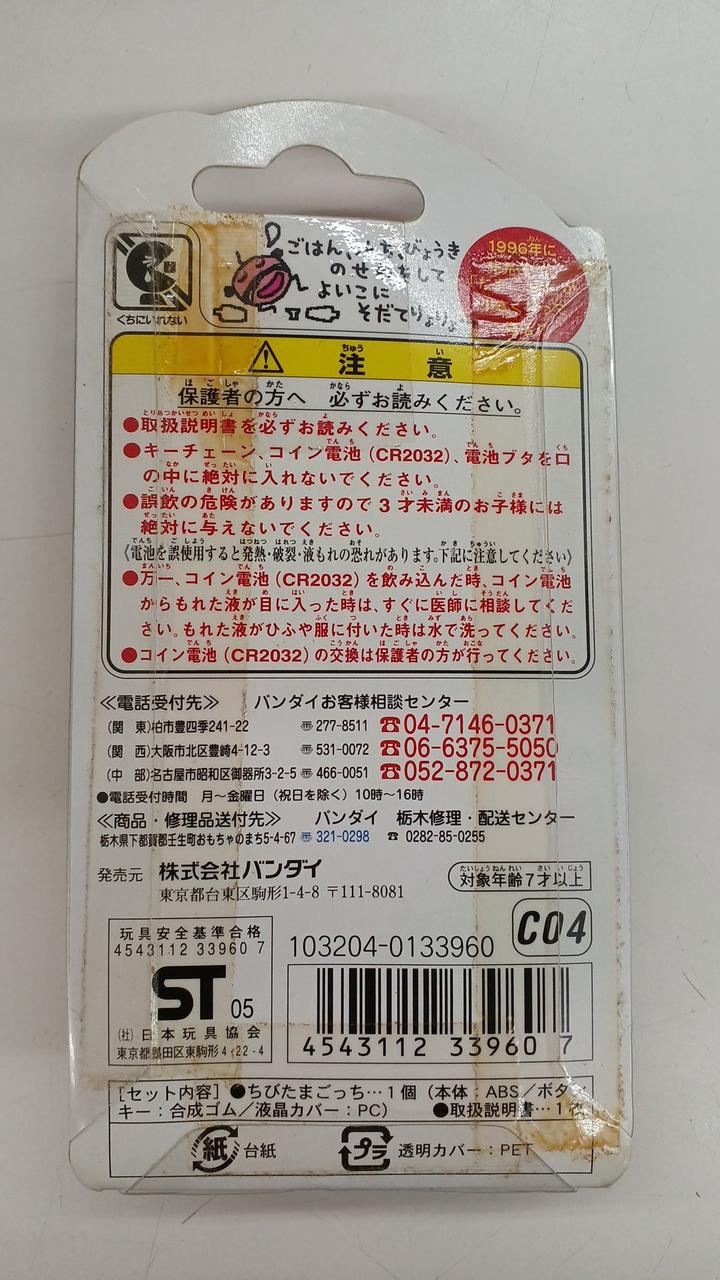 くちにいれない
ごはん、
びょうき
のせ をして
よいこに
そだてりょりょ
1996年に
注 意
保護者の方へ 必ずお読みください。
●取扱説明書を必ずお読みください。
●キーチェーン、コイン電池(CR2032)、電池ブタを口
の中に絶対に入れないでください。
●誤飲の危険がありますので3才未満のお子様には
絶対に与えないでください。
《電池を誤使用すると発熱・破裂・液もれの恐れがあります。下記に注意してください》
●万一、コイン電池(CR2032)を飲み込んだ時、コイン電池
からもれた液が目に入った時は、すぐに医師に相談してくだ
さい。もれた液がひふや服に付いた時は水で洗ってください。
●コイン電池(CR2032)の交換は保護者の方が行ってください。
≪電話受付先≫ バンダイお客様相談センター
(関 東)柏市豊四季241-22 〠277-8511 ☎04-7146-0371
(関 西)大阪市北区豊崎4-12-3 〠531-0072 ☎06-6375-5050
(中 部)名古屋市昭和区御器所3-2-5 〠466-0051 ☎052-872-0371
●電話受付時間 月〜金曜日(祝日を除く)10時〜16時
≪商品・修理品送付先≫ バンダイ 栃木修理・配送センター
栃木県下都賀郡壬生町おもちゃのまち5-4-67 〠321-0298 ☎ 0282-85-0255
発売元 株式会社バンダイ
東京都台東区駒形1-4-8 〒111-8081
対象年齢7才以上
玩具安全基準合格
4543112 33960 7
ST 05
(社)日本玩具協会
東京都墨田区東駒形4-22-4
103204-0133960
C04
4543112 339607
[セット内容]●ちびたまごっち…1個(本体:ABS/ボタン
キー:合成ゴム/液晶カバー:PC) ●取扱説明書…1枚
紙 台紙
プラ 透明カバー:PET